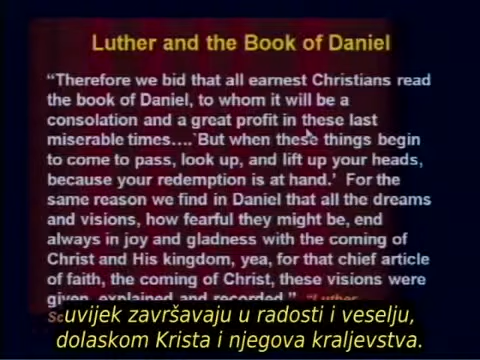 Luther and the Book of Daniel
“Therefore we bid that all earnest Christians read
the book of Daniel, to whom it will be a
consolation and a great profit in these last
miserable times….‘But when these things begin
to come to pass, look up, and lift up your heads,
because your redemption is at hand.’ For the
same reason we find in Daniel that all the dreams
and visions, how fearful they might be, end
always in joy and gladness with the coming of
Christ and His kingdom, yea, for that chief article
of faith, the coming of Christ, these visions were
given, explained and recorded.” “Luther
uvijek završavaju u radosti i veselju,
dolaskom Krista i njegova kraljevstva.